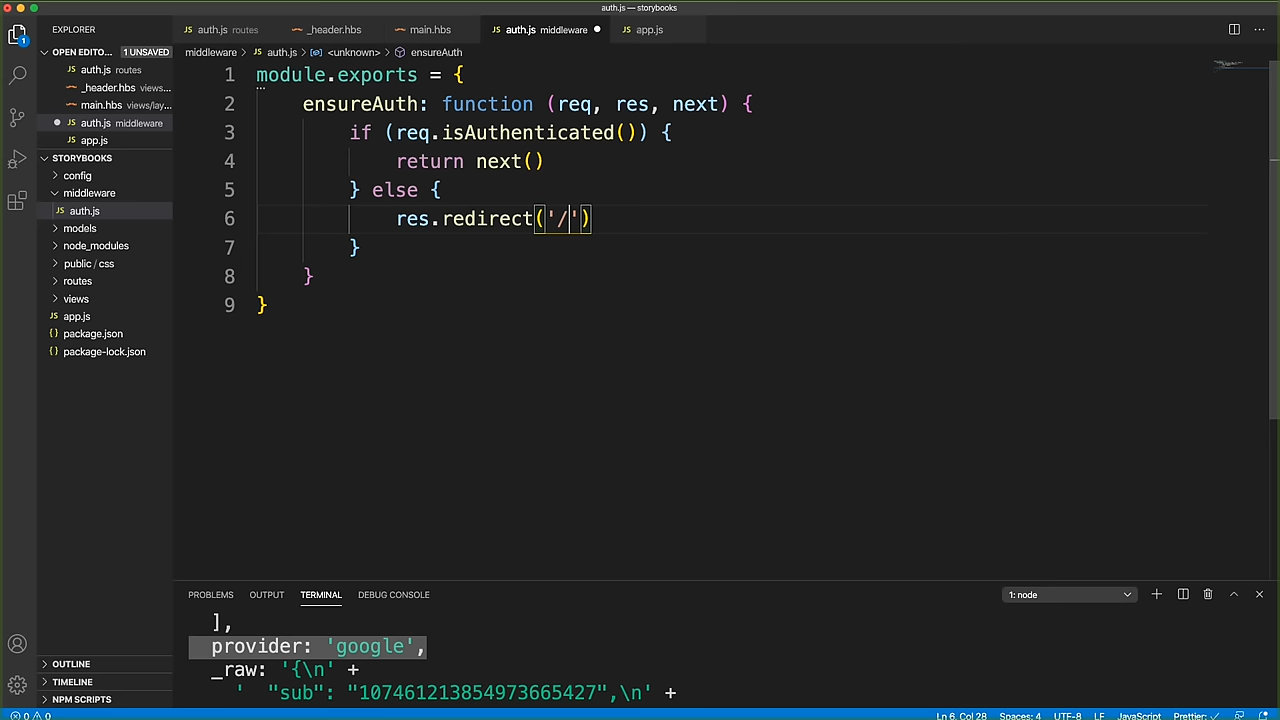 auth.js — storybooks
EXPLORER
auth.js routes
_header.hbs
main.hbs
auth.js middleware
app.js
OPEN EDITO... 1 UNSAVED
auth.js routes
_header.hbs views...
main.hbs views/lay...
auth.js middleware
app.js
STORYBOOKS
config
middleware
auth.js
models
node_modules
public / css
routes
views
app.js
package.json
package-lock.json
OUTLINE
TIMELINE
NPM SCRIPTS
middleware > JS auth.js > <unknown> > ensureAuth
1 module.exports = {
2 ensureAuth: function (req, res, next) {
3 if (req.isAuthenticated()) {
4 return next()
5 } else {
6 res.redirect('/')
7 }
8 }
9 }
PROBLEMS OUTPUT TERMINAL DEBUG CONSOLE 1: node
],
provider: 'google',
_raw: '{\n' +
' "sub": "107461213854973665427",\n' +
0 0 Ln 6, Col 28 Spaces: 4 UTF-8 LF JavaScript Prettier: ✓